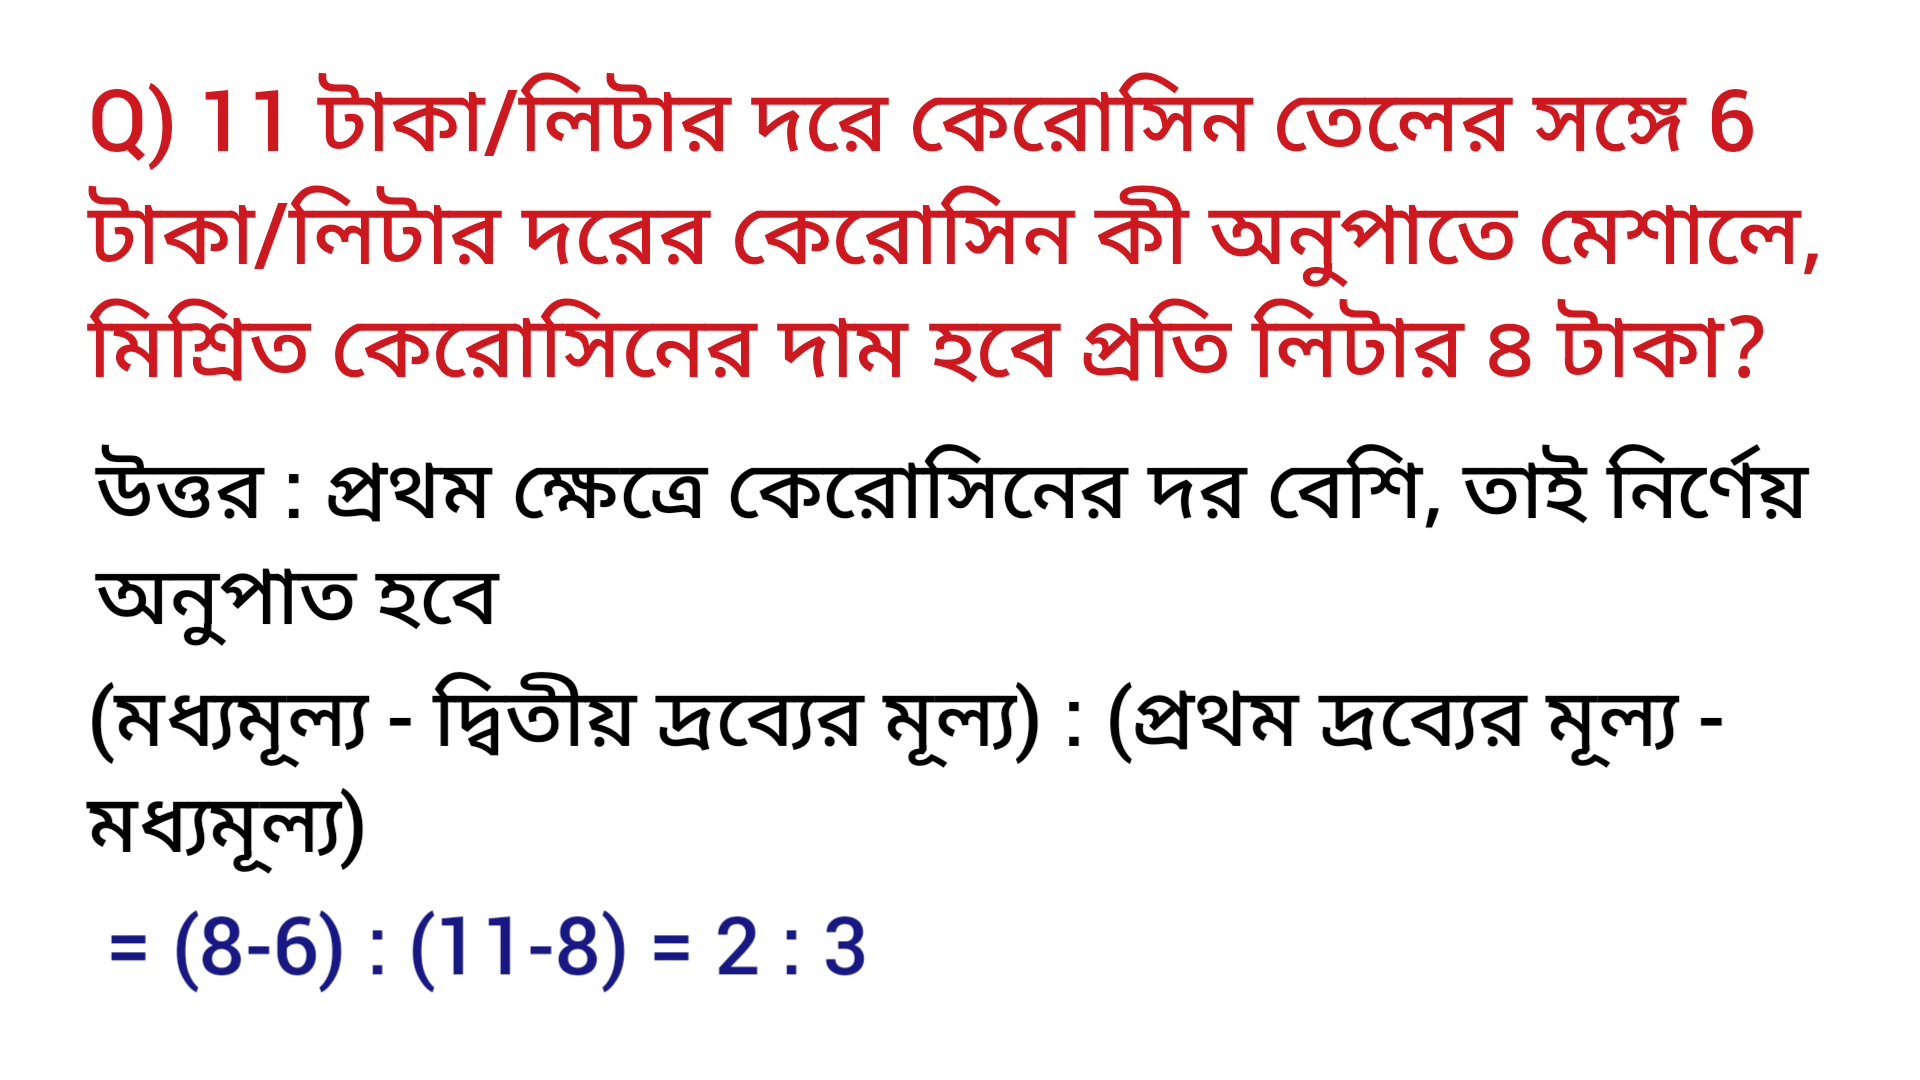 Q) 11 টাকা/লিটার দরে কেরোসিন তেলের সঙ্গে 6
টাকা/লিটার দরের কেরোসিন কী অনুপাতে মেশালে,
মিশ্রিত কেরোসিনের দাম হবে প্রতি লিটার ৪ টাকা?
উত্তর : প্রথম ক্ষেত্রে কেরোসিনের দর বেশি, তাই নির্ণেয়
অনুপাত হবে
(মধ্যমূল্য - দ্বিতীয় দ্রব্যের মূল্য) : (প্রথম দ্রব্যের মূল্য -
মধ্যমূল্য)
= (8-6) : (11-8) = 2 : 3